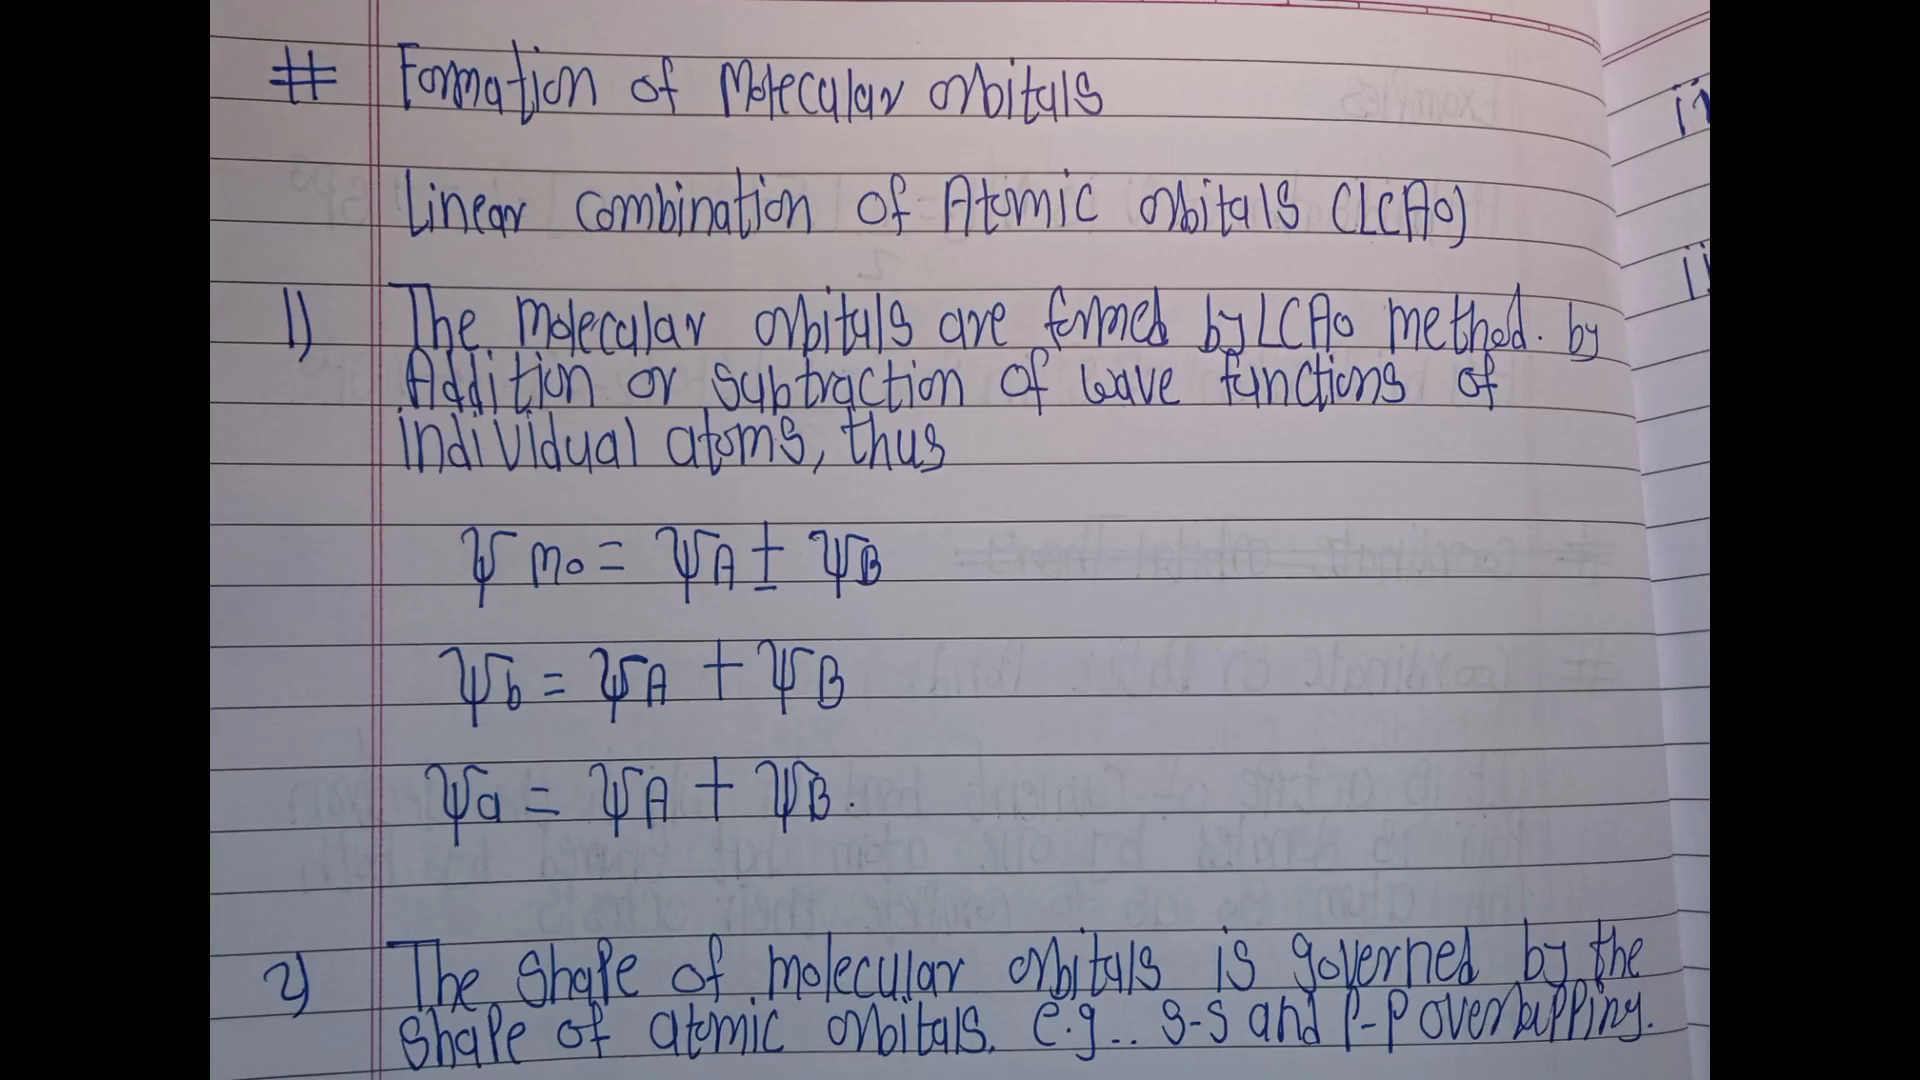 # Formation of Molecular orbitals
Linear combination of Atomic orbitals (LCAO)
1) The molecular orbitals are formed by LCAO method. by
Addition or subtraction of wave functions of
individual atoms, thus
ψ mo = ψA ± ψB
ψb = ψA + ψB
ψa = ψA + ψB.
2) The shape of molecular orbitals is governed by the
shape of atomic orbitals. e.g.. s-s and P-P overlapping.